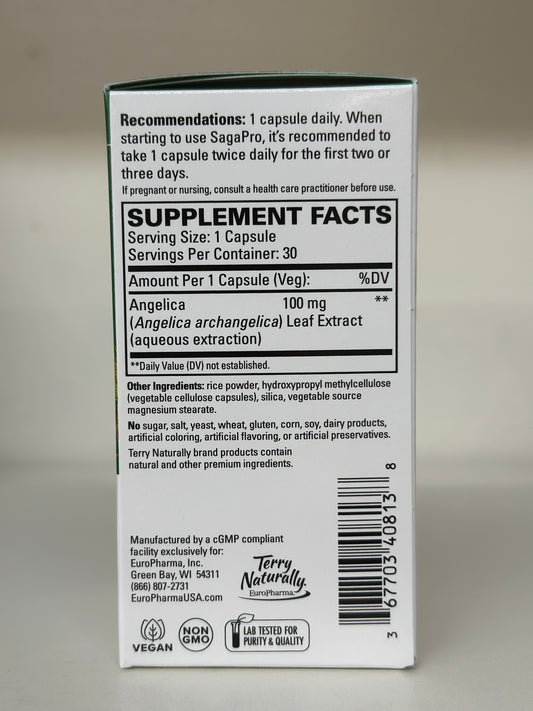 Recommendations: 1 capsule daily. When
starting to use SagaPro, it's recommended to
take 1 capsule twice daily for the first two or
three days.
If pregnant or nursing, consult a health care practitioner before use.
SUPPLEMENT FACTS
Serving Size: 1 Capsule
Servings Per Container: 30
Amount Per 1 Capsule (Veg): %DV
Angelica 100 mg **
(Angelica archangelica) Leaf Extract
(aqueous extraction)
**Daily Value (DV) not established.
Other Ingredients: rice powder, hydroxypropyl methylcellulose
(vegetable cellulose capsules), silica, vegetable source
magnesium stearate.
No sugar, salt, yeast, wheat, gluten, corn, soy, dairy products,
artificial coloring, artificial flavoring, or artificial preservatives.
Terry Naturally brand products contain
natural and other premium ingredients.
Manufactured by a cGMP compliant
facility exclusively for:
EuroPharma, Inc.
Green Bay, WI 54311
(866) 807-2731
EuroPharmaUSA.com
Terry
Naturally.
EuroPharma.
3 67703 40813 8
VEGAN
NON
GMO
LAB TESTED FOR
PURITY & QUALITY